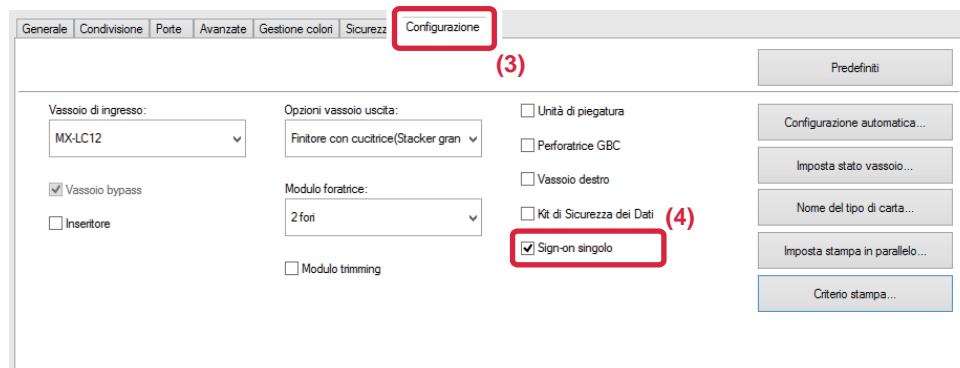 Generale Condivisione Porte Avanzate Gestione colori Sicurezz Configurazione
(3)
Predefiniti
Vassoio di ingresso:
MX-LC12
Vassoio bypass
Inseritore
Opzioni vassoio uscita:
Finitore con cucitrice(Stacker gran
Modulo foratrice:
2 fori
Modulo trimming
Unità di piegatura
Perforatrice GBC
Vassoio destro
Kit di Sicurezza dei Dati
(4)
Sign-on singolo
Configurazione automatica...
Imposta stato vassoio...
Nome del tipo di carta...
Imposta stampa in parallelo...
Criterio stampa...